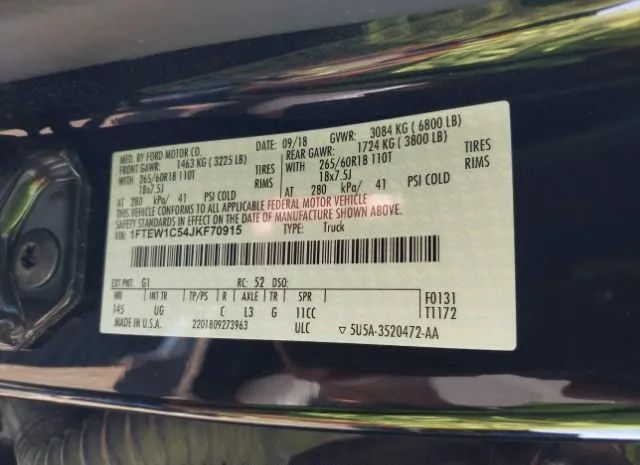 MFD. BY FORD MOTOR CO. DATE: 09/18 GVWR: 3084 KG ( 6800 LB)
FRONT GAWR: 1463 KG ( 3225 LB) REAR GAWR: 1724 KG ( 3800 LB)
WITH 265/60R18 110T TIRES WITH 265/60R18 110T TIRES
18x7.5J RIMS 18x7.5J RIMS
AT 280 kPa/ 41 PSI COLD AT 280 kPa/ 41 PSI COLD
THIS VEHICLE CONFORMS TO ALL APPLICABLE FEDERAL MOTOR VEHICLE
SAFETY STANDARDS IN EFFECT ON THE DATE OF MANUFACTURE SHOWN ABOVE.
VIN: 1FTEW1C54JKF70915 TYPE: Truck
EXT PNT: G1 RC: 52 DSO:
WB INT TR TP/PS R AXLE TR SPR F0131
145 UG C L3 G 11CC T1172
MADE IN U.S.A. 2201809273963 ULC ▽ 5U5A-3520472-AA